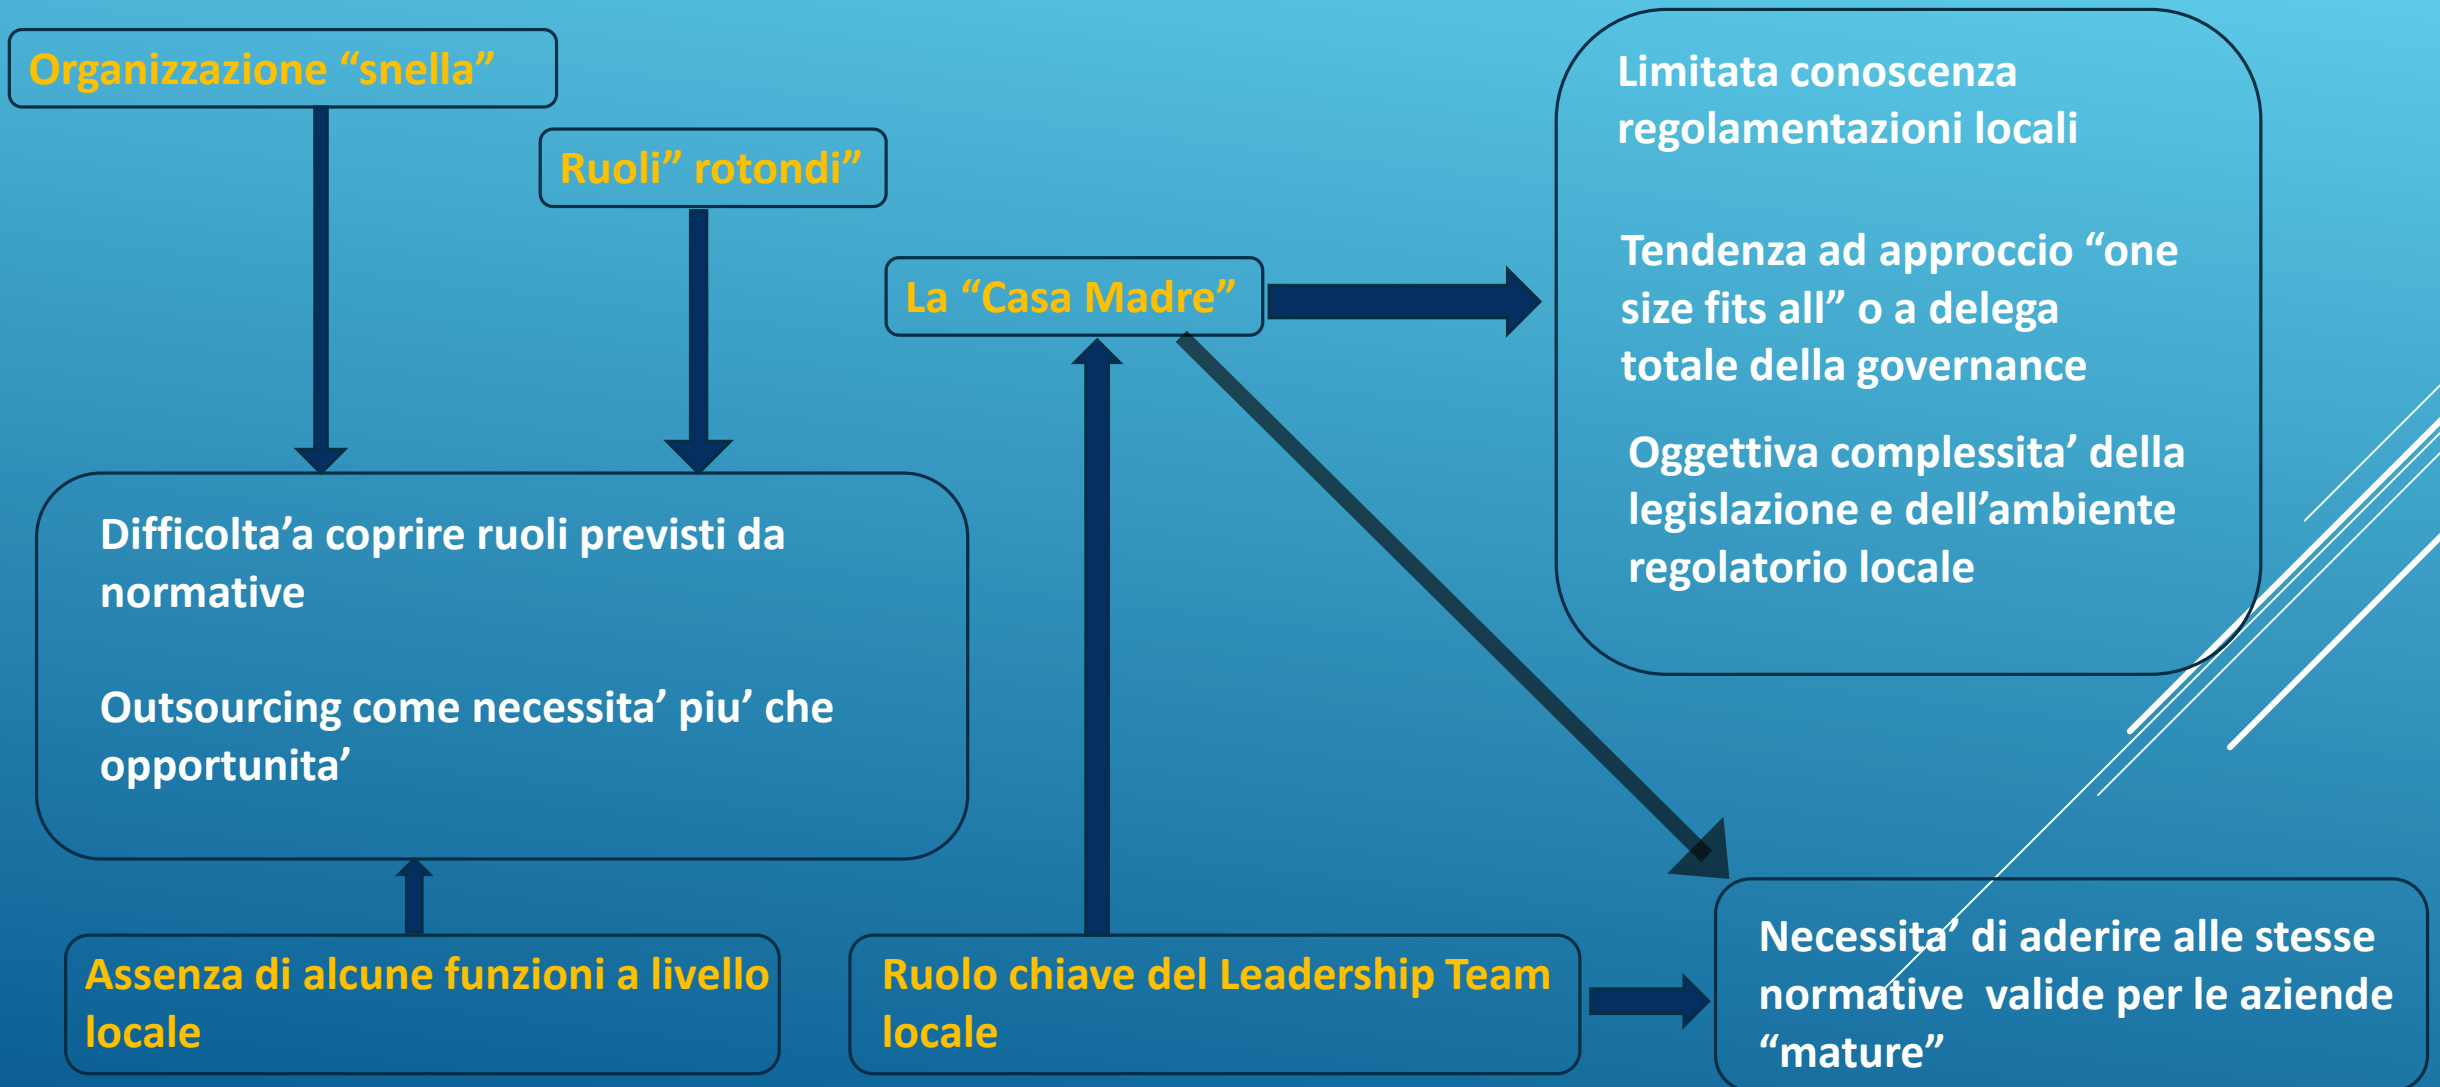 Organizzazione “snella”
Ruoli” rotondi”
La “Casa Madre”
Limitata conoscenza
regolamentazioni locali
Tendenza ad approccio “one
size fits all” o a delega
totale della governance
Oggettiva complessita’ della
legislazione e dell’ambiente
regolatorio locale
Difficolta’a coprire ruoli previsti da
normative
Outsourcing come necessita’ piu’ che
opportunita’
Assenza di alcune funzioni a livello
locale
Ruolo chiave del Leadership Team
locale
Necessita’ di aderire alle stesse
normative  valide per le aziende
“mature”